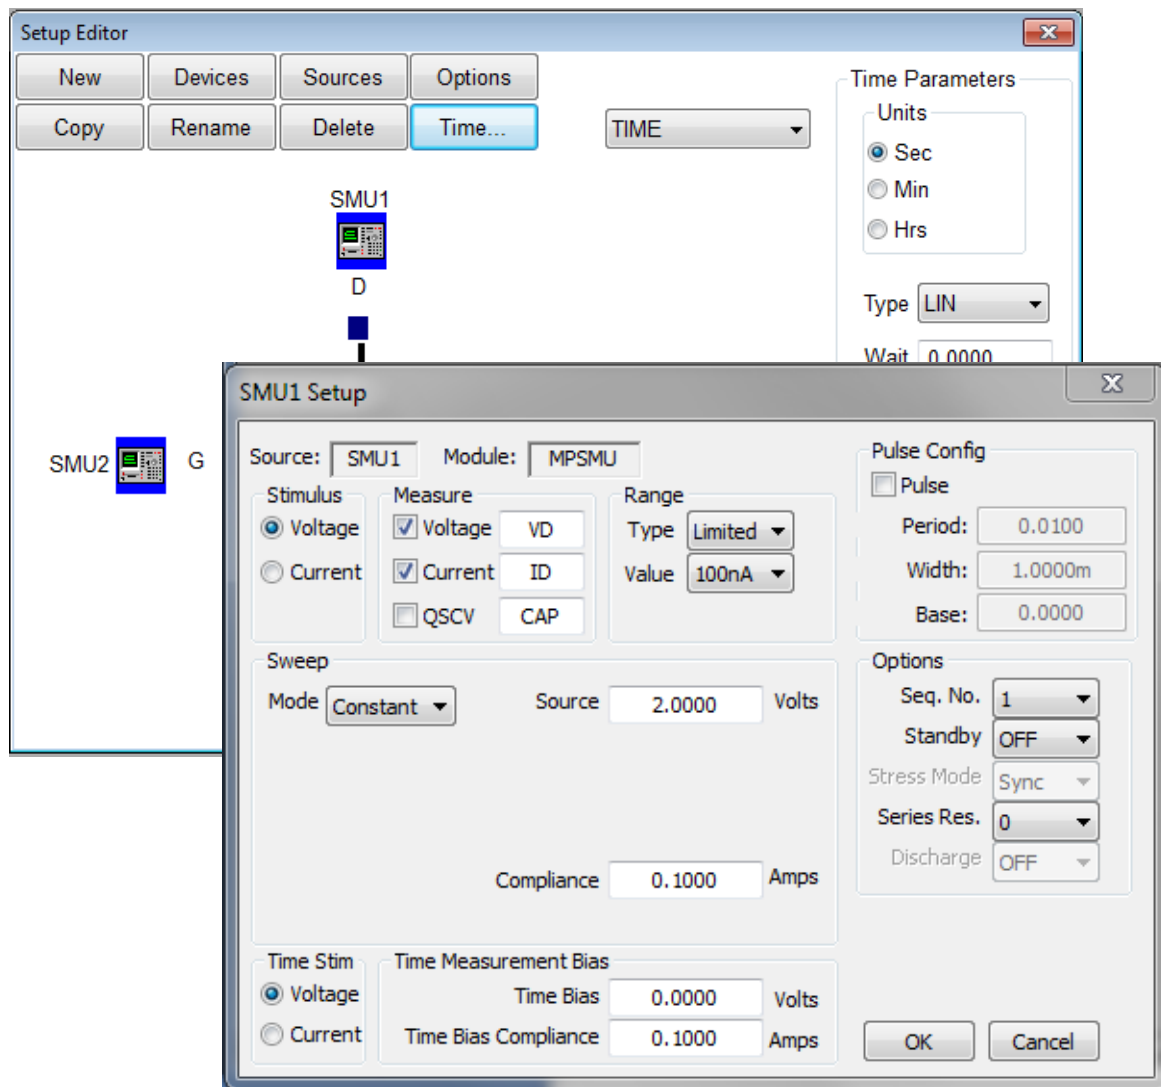 Setup Editor
New Devices Sources Options
Copy Rename Delete Time...
TIME
Time Parameters
Units
Sec
Min
Hrs
Type LIN
Wait 0.0000
SMU1
D
SMU2 G
SMU1 Setup
Source: SMU1 Module: MPSMU
Stimulus
Voltage
Current
Measure
Voltage VD
Current ID
QSCV CAP
Range
Type Limited
Value 100nA
Pulse Config
Pulse
Period: 0.0100
Width: 1.0000m
Base: 0.0000
Sweep
Mode Constant Source 2.0000 Volts
Compliance 0.1000 Amps
Options
Seq. No. 1
Standby OFF
Stress Mode Sync
Series Res. 0
Discharge OFF
Time Stim
Voltage
Current
Time Measurement Bias
Time Bias 0.0000 Volts
Time Bias Compliance 0.1000 Amps
OK Cancel